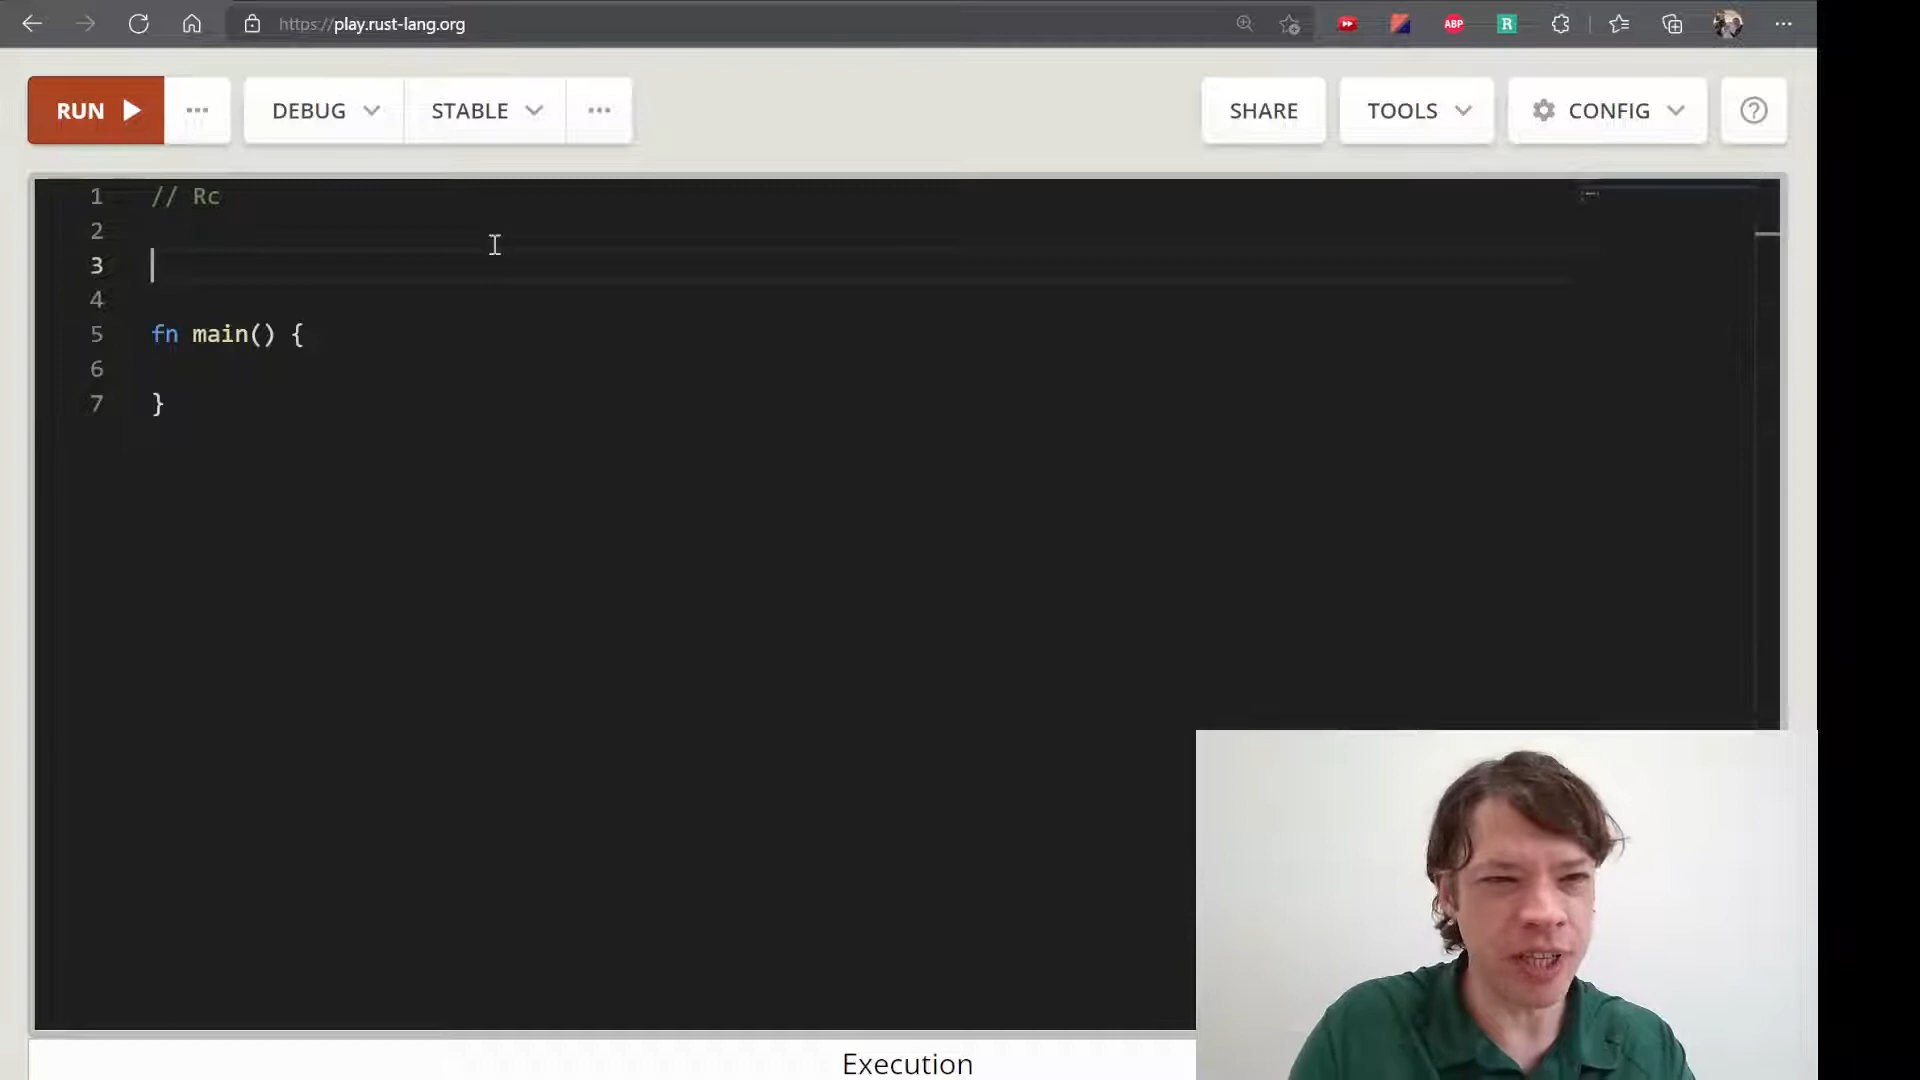 https://play.rust-lang.org
ABP
R
RUN
DEBUG
STABLE
SHARE
TOOLS
CONFIG
?
1 // Rc
2
3
4
5 fn main() {
6
7 }
Execution